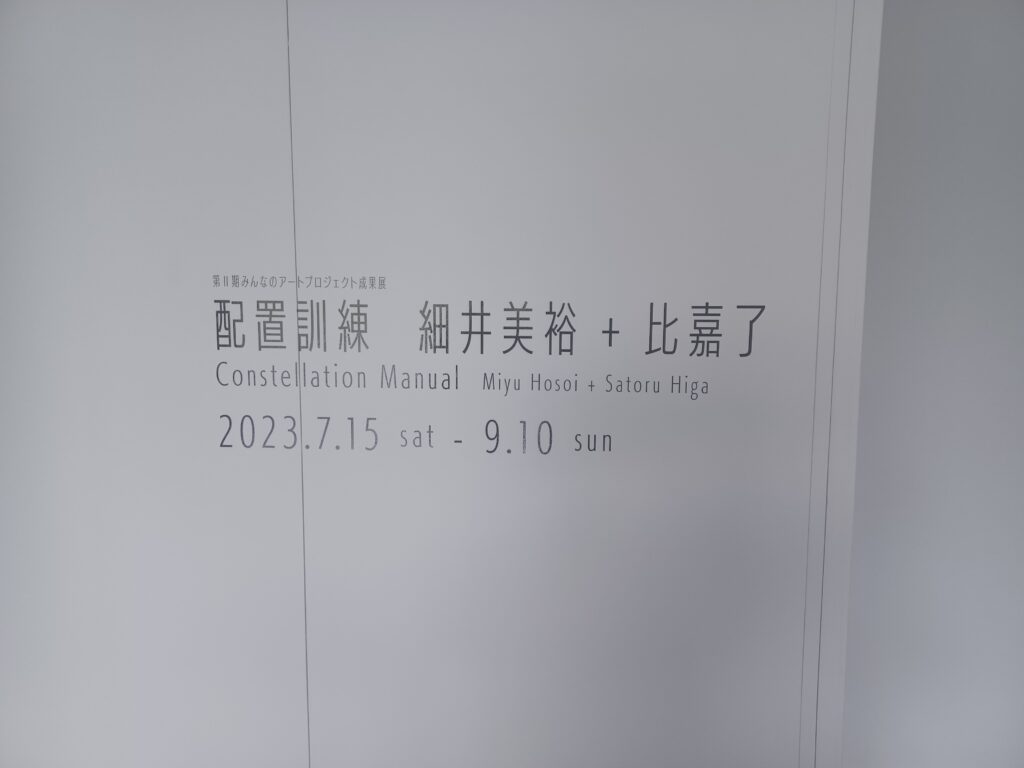 第Ⅱ期みんなのアートプロジェクト成果展
配置訓練 細井美裕 + 比嘉了
Constellation Manual Miyu Hosoi + Satoru Higa
2023.7.15 sat - 9.10 sun